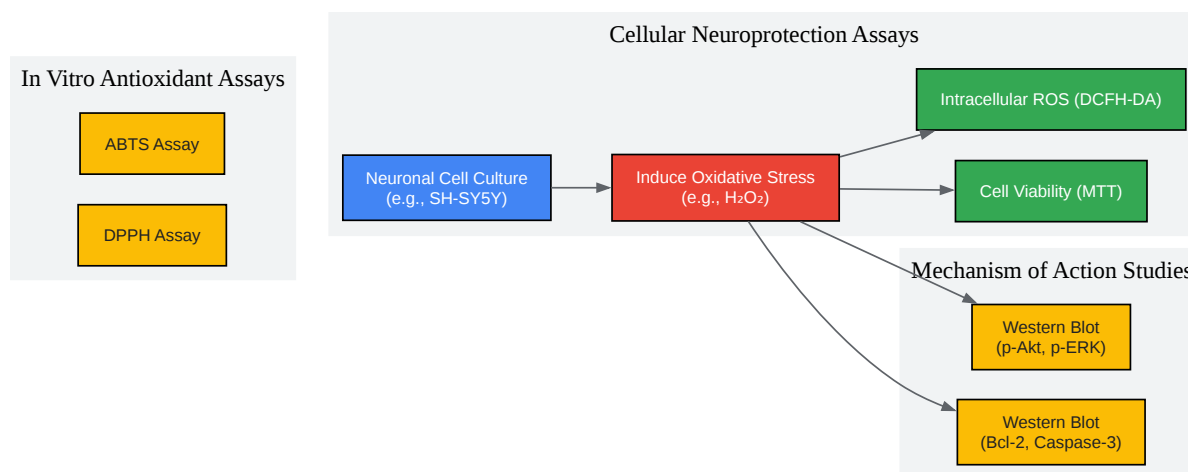 In Vitro Antioxidant Assays
ABTS Assay
DPPH Assay
Cellular Neuroprotection Assays
Neuronal Cell Culture
(e.g., SH-SY5Y)
Induce Oxidative Stress
(e.g., H₂O₂)
Intracellular ROS (DCFH-DA)
Cell Viability (MTT)
Mechanism of Action Studies
Western Blot
(p-Akt, p-ERK)
Western Blot
(Bcl-2, Caspase-3)